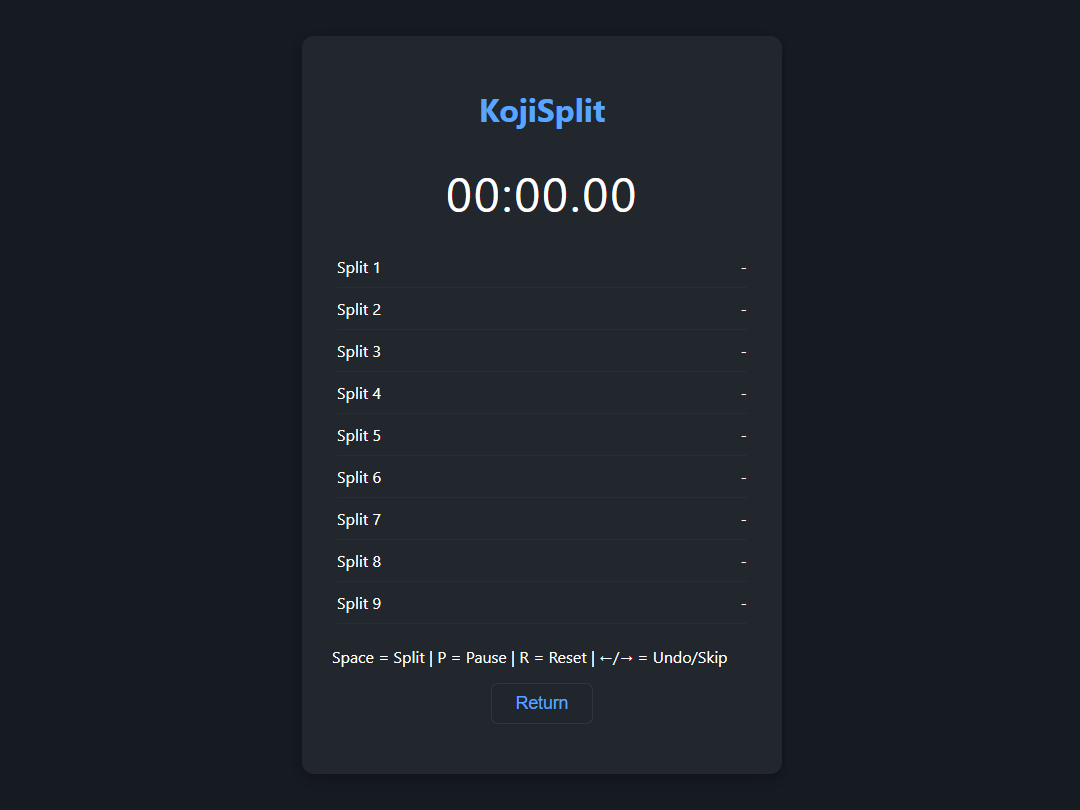 KojiSplit
00:00.00
Split 1 -
Split 2 -
Split 3 -
Split 4 -
Split 5 -
Split 6 -
Split 7 -
Split 8 -
Split 9 -
Space = Split | P = Pause | R = Reset | ←/→ = Undo/Skip
Return